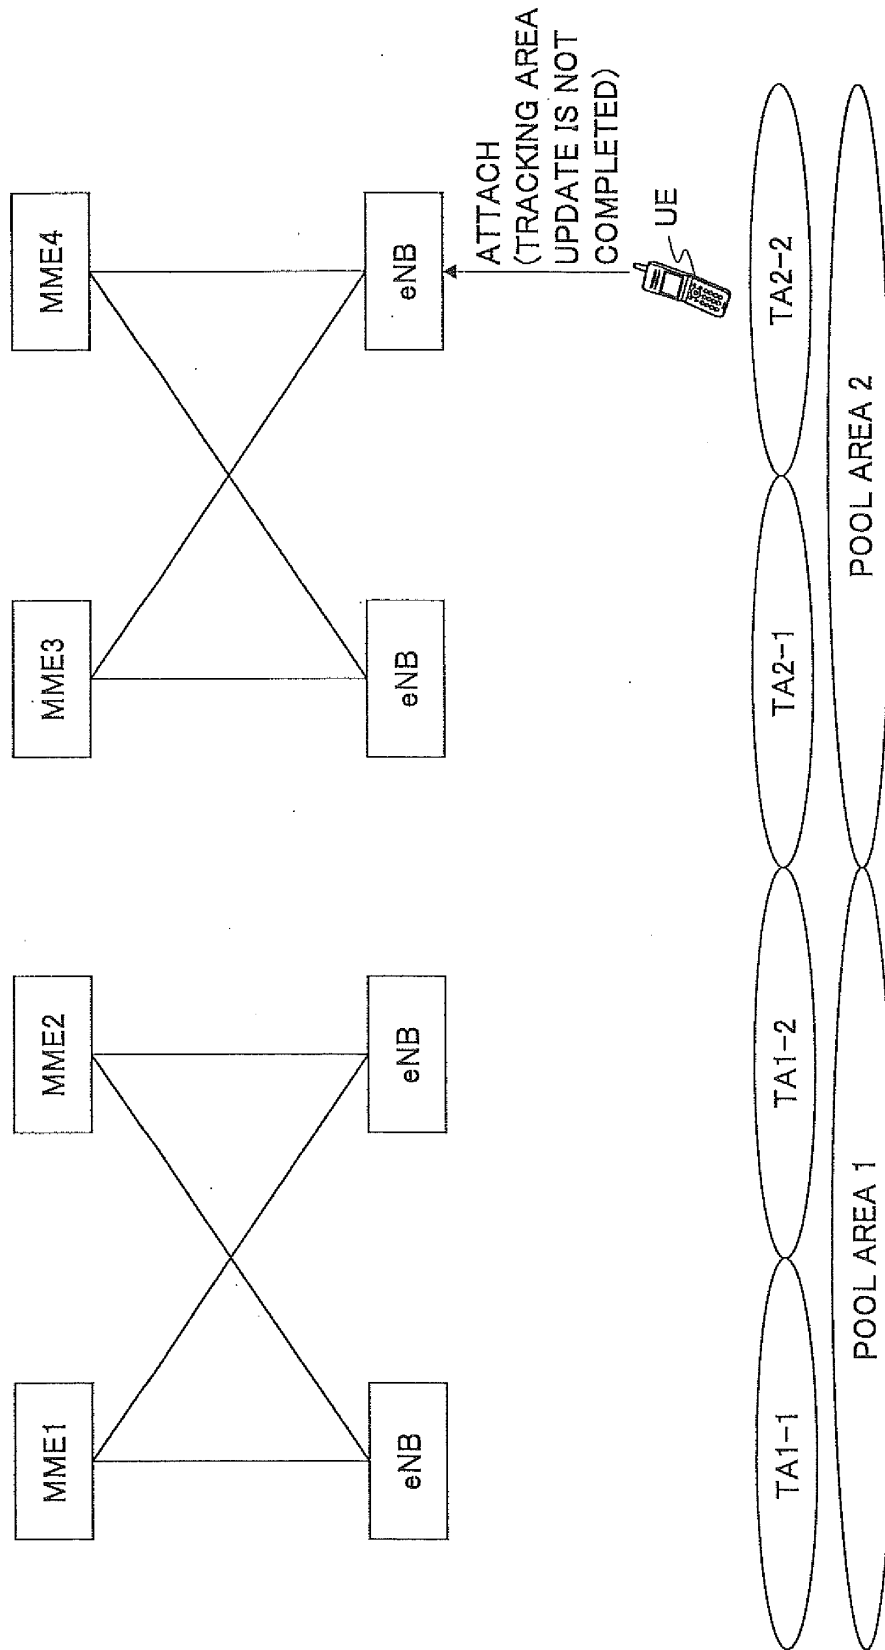 MME1
MME2
MME3
MME4
eNB
eNB
eNB
eNB
ATTACH
(TRACKING AREA
UPDATE IS NOT
COMPLETED)
UE
TA1-1
TA1-2
TA2-1
TA2-2
POOL AREA 1
POOL AREA 2